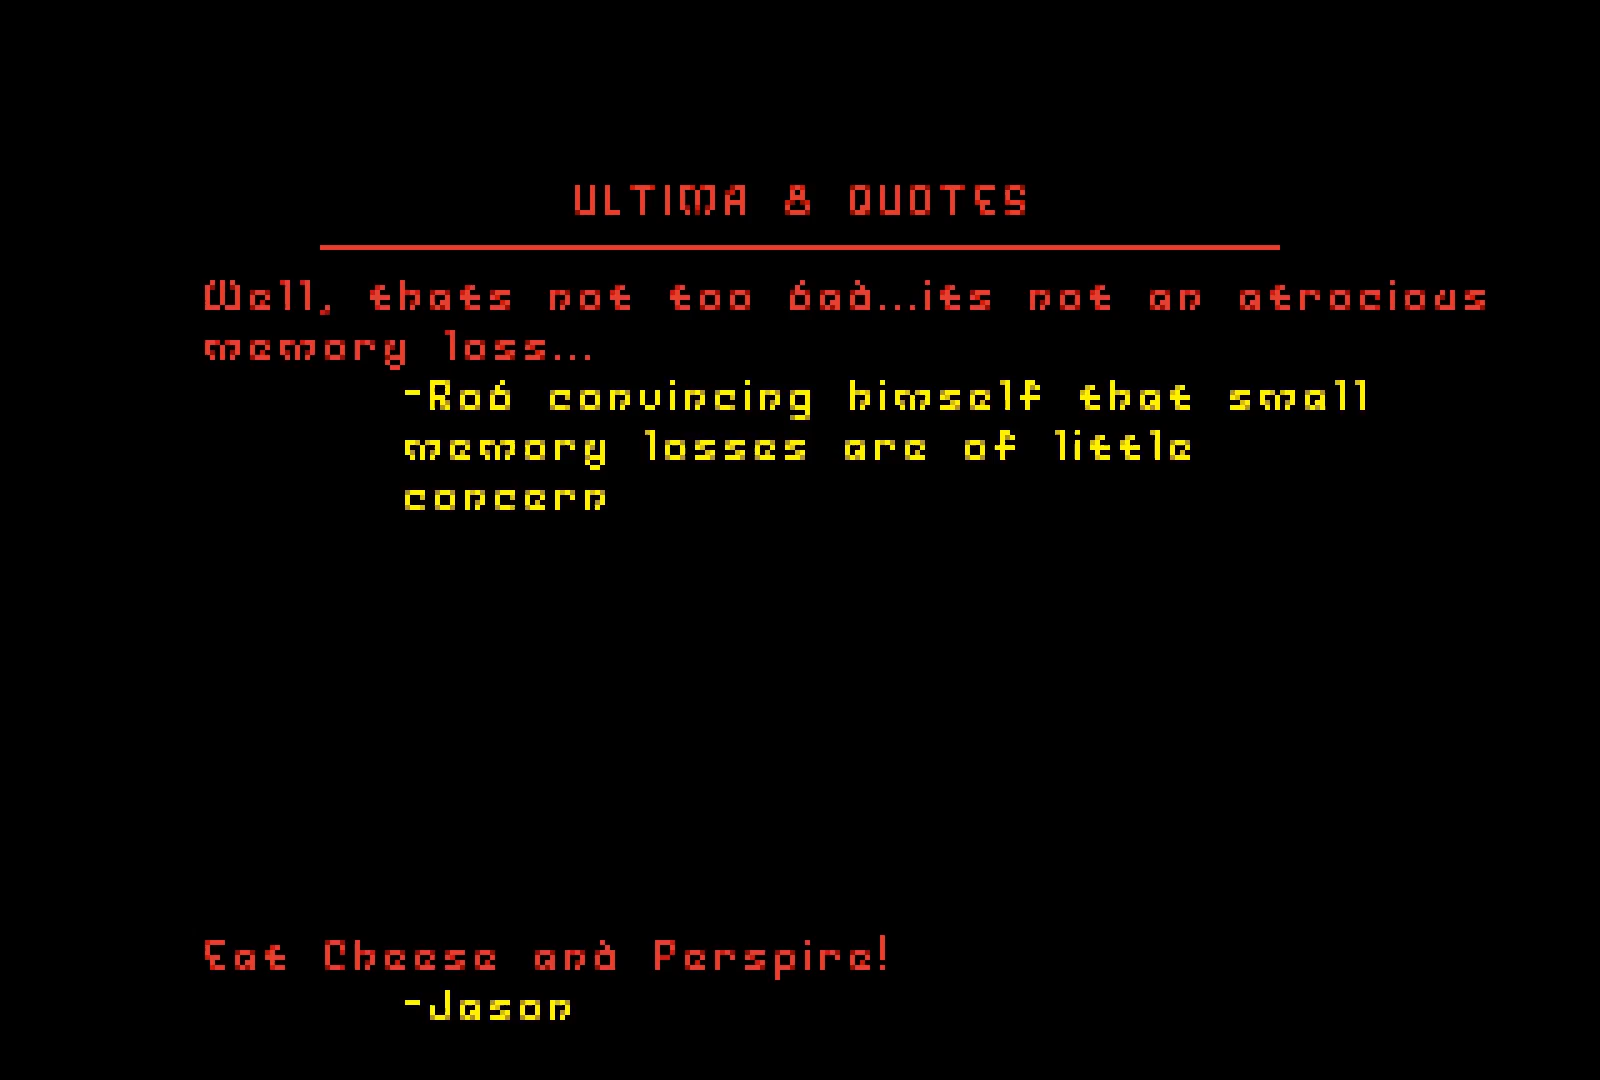 ULTIMA 8 QUOTES
Well, thats not too bad...its not an atrocious
memory loss...
-Rob convincing himself that small
memory losses are of little
concern
Eat Cheese and Perspire!
-Jason